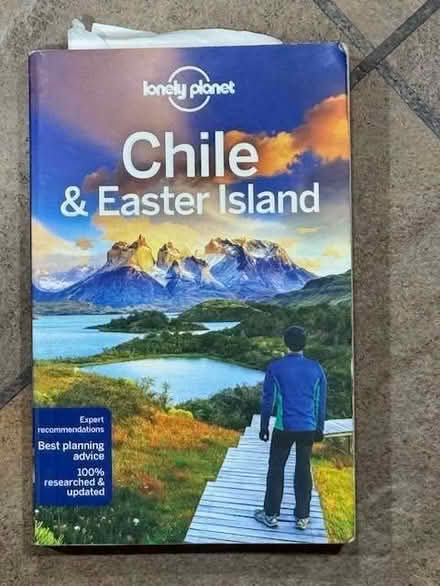 lonely planet
Chile
& Easter Island
Expert
recommendations
Best planning
advice
100%
researched &
updated